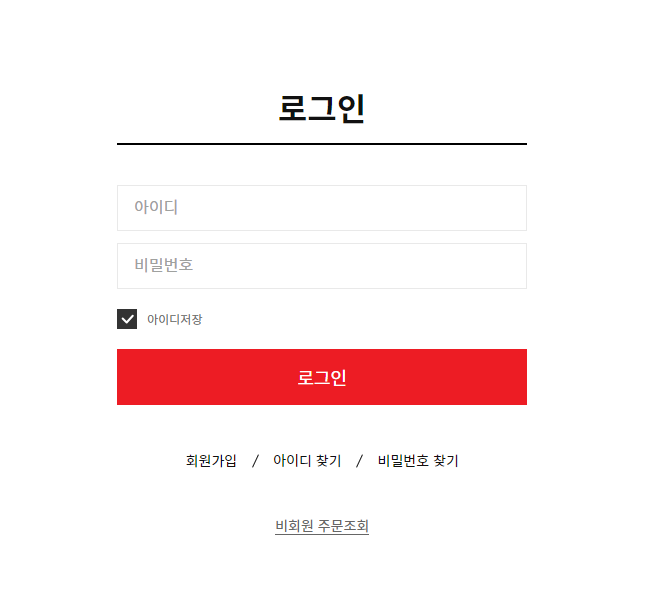 로그인
아이디
비밀번호
아이디저장
로그인
회원가입 / 아이디 찾기 / 비밀번호 찾기
비회원 주문조회